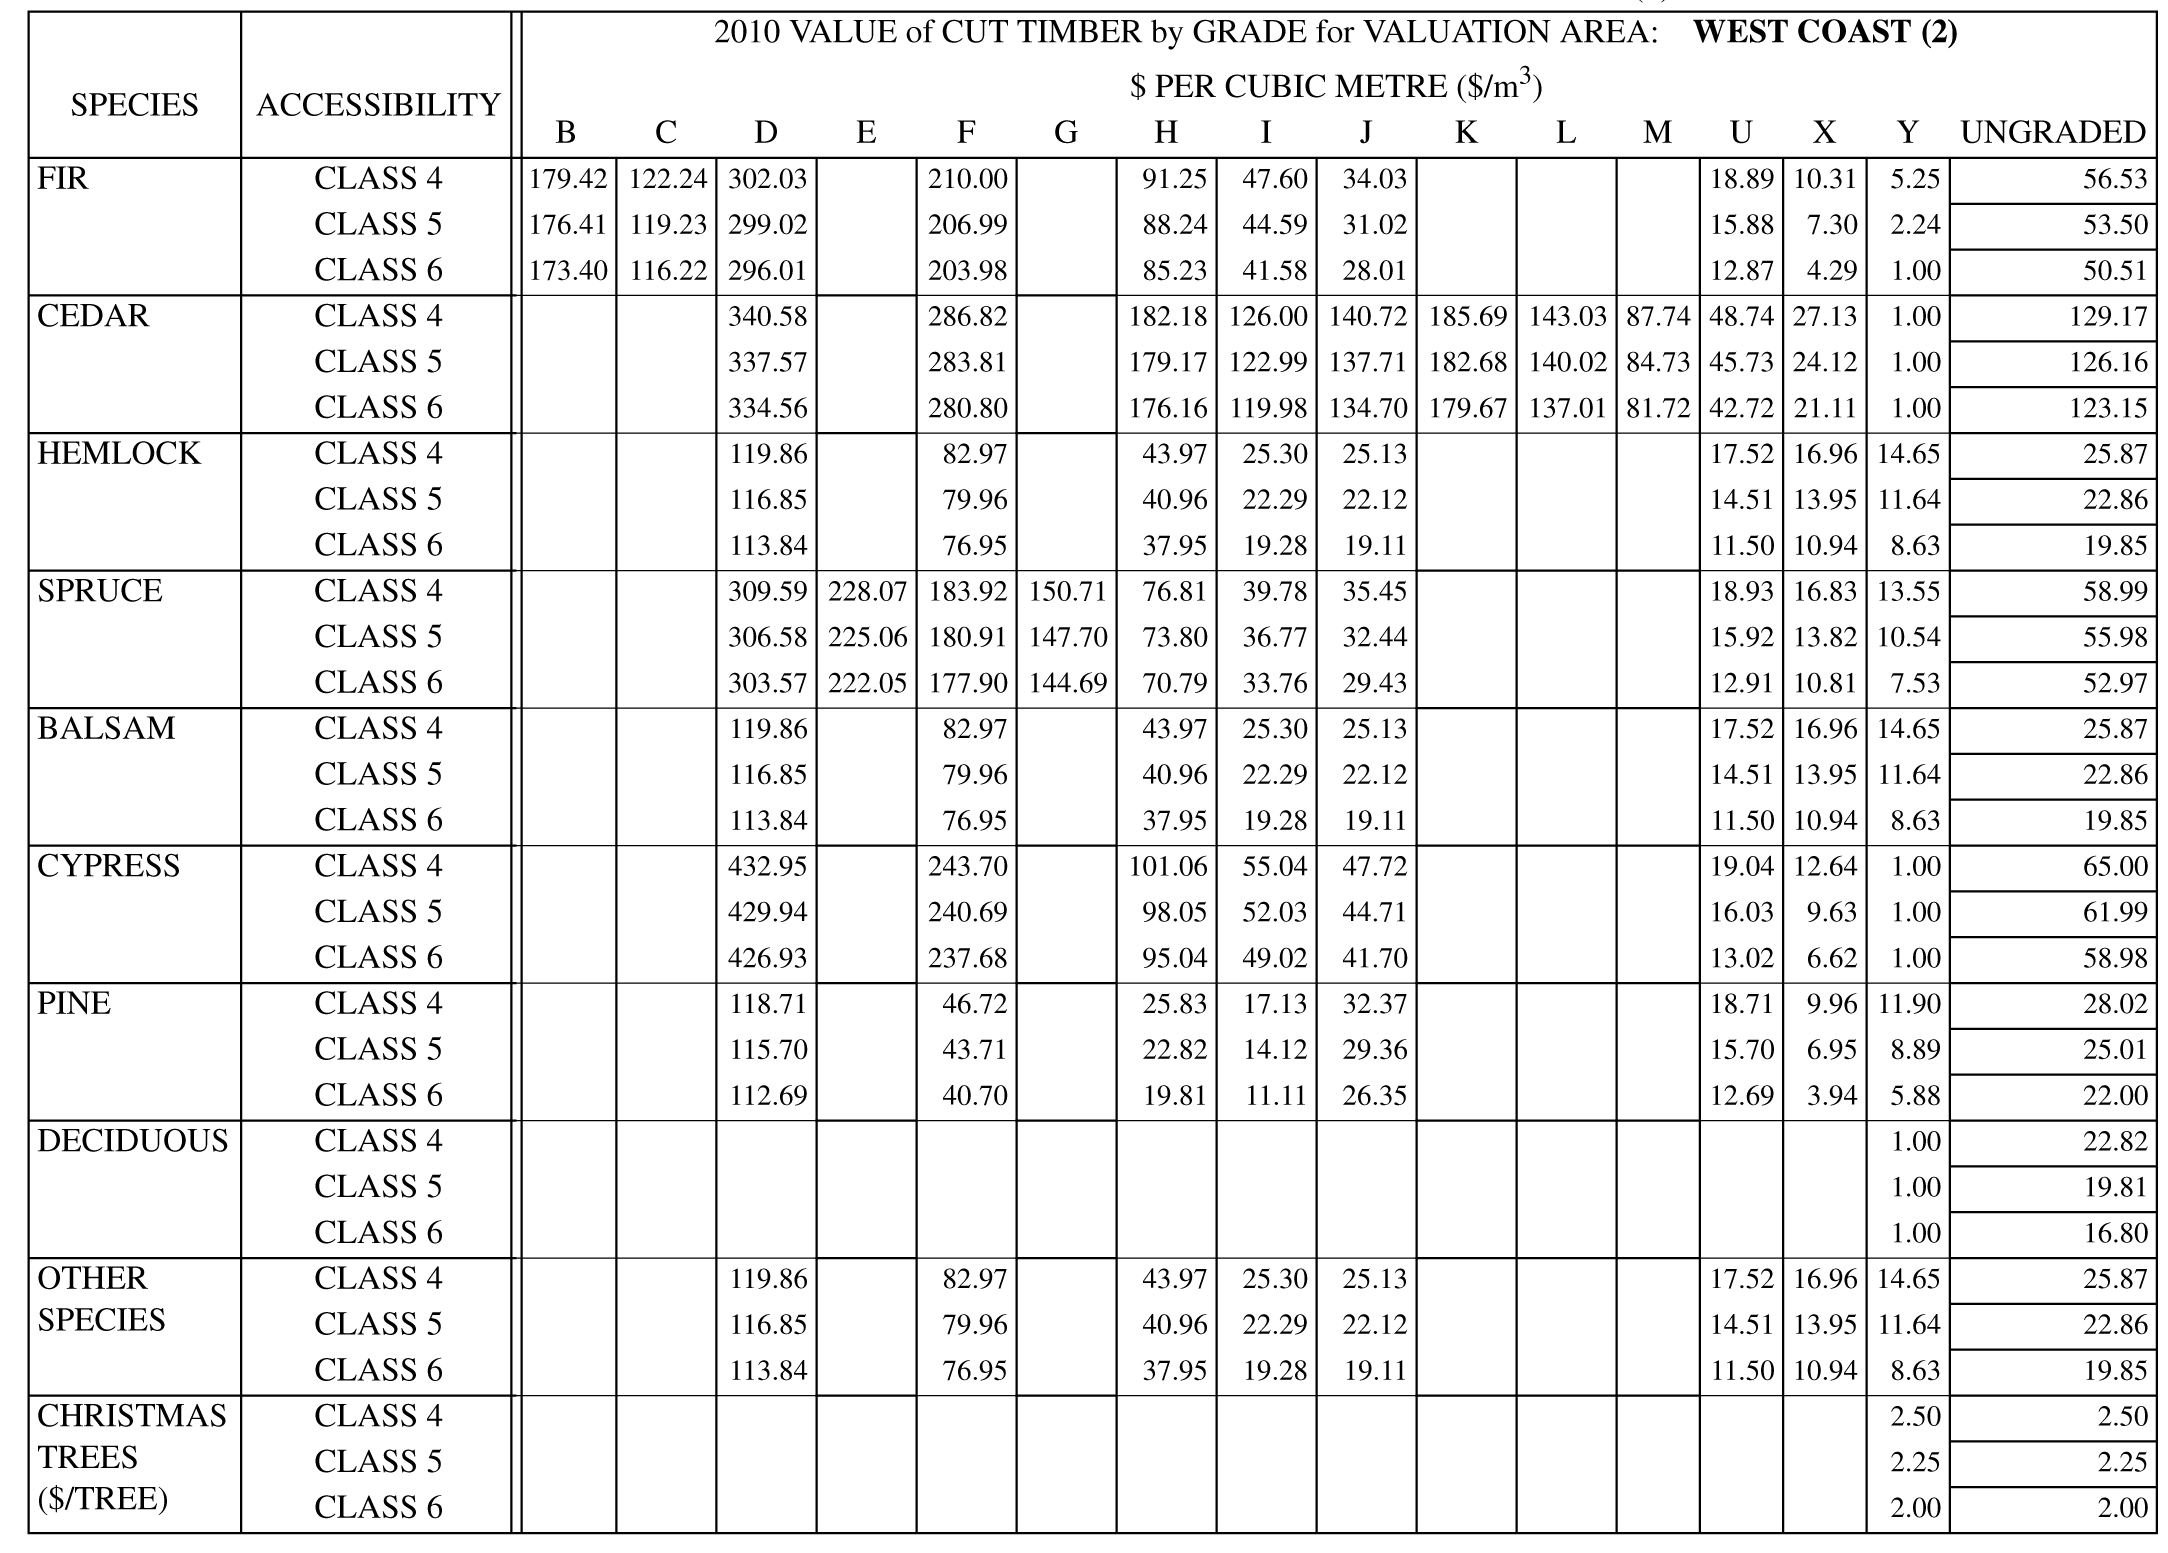 2010 VALUE of CUT TIMBER by GRADE for VALUATION AREA: WEST COAST (2)
$ PER CUBIC METRE ($/m³)
SPECIES ACCESSIBILITY
B C D E F G H I J K L M U X Y UNGRADED
FIR CLASS 4 179.42 122.24 302.03 210.00 91.25 47.60 34.03 18.89 10.31 5.25 56.53
CLASS 5 176.41 119.23 299.02 206.99 88.24 44.59 31.02 15.88 7.30 2.24 53.50
CLASS 6 173.40 116.22 296.01 203.98 85.23 41.58 28.01 12.87 4.29 1.00 50.51
CEDAR CLASS 4 340.58 286.82 182.18 126.00 140.72 185.69 143.03 87.74 48.74 27.13 1.00 129.17
CLASS 5 337.57 283.81 179.17 122.99 137.71 182.68 140.02 84.73 45.73 24.12 1.00 126.16
CLASS 6 334.56 280.80 176.16 119.98 134.70 179.67 137.01 81.72 42.72 21.11 1.00 123.15
HEMLOCK CLASS 4 119.86 82.97 43.97 25.30 25.13 17.52 16.96 14.65 25.87
CLASS 5 116.85 79.96 40.96 22.29 22.12 14.51 13.95 11.64 22.86
CLASS 6 113.84 76.95 37.95 19.28 19.11 11.50 10.94 8.63 19.85
SPRUCE CLASS 4 309.59 228.07 183.92 150.71 76.81 39.78 35.45 18.93 16.83 13.55 58.99
CLASS 5 306.58 225.06 180.91 147.70 73.80 36.77 32.44 15.92 13.82 10.54 55.98
CLASS 6 303.57 222.05 177.90 144.69 70.79 33.76 29.43 12.91 10.81 7.53 52.97
BALSAM CLASS 4 119.86 82.97 43.97 25.30 25.13 17.52 16.96 14.65 25.87
CLASS 5 116.85 79.96 40.96 22.29 22.12 14.51 13.95 11.64 22.86
CLASS 6 113.84 76.95 37.95 19.28 19.11 11.50 10.94 8.63 19.85
CYPRESS CLASS 4 432.95 243.70 101.06 55.04 47.72 19.04 12.64 1.00 65.00
CLASS 5 429.94 240.69 98.05 52.03 44.71 16.03 9.63 1.00 61.99
CLASS 6 426.93 237.68 95.04 49.02 41.70 13.02 6.62 1.00 58.98
PINE CLASS 4 118.71 46.72 25.83 17.13 32.37 18.71 9.96 11.90 28.02
CLASS 5 115.70 43.71 22.82 14.12 29.36 15.70 6.95 8.89 25.01
CLASS 6 112.69 40.70 19.81 11.11 26.35 12.69 3.94 5.88 22.00
DECIDUOUS CLASS 4 1.00 22.82
CLASS 5 1.00 19.81
CLASS 6 1.00 16.80
OTHER CLASS 4 119.86 82.97 43.97 25.30 25.13 17.52 16.96 14.65 25.87
SPECIES CLASS 5 116.85 79.96 40.96 22.29 22.12 14.51 13.95 11.64 22.86
CLASS 6 113.84 76.95 37.95 19.28 19.11 11.50 10.94 8.63 19.85
CHRISTMAS CLASS 4 2.50 2.50
TREES CLASS 5 2.25 2.25
($/TREE) CLASS 6 2.00 2.00